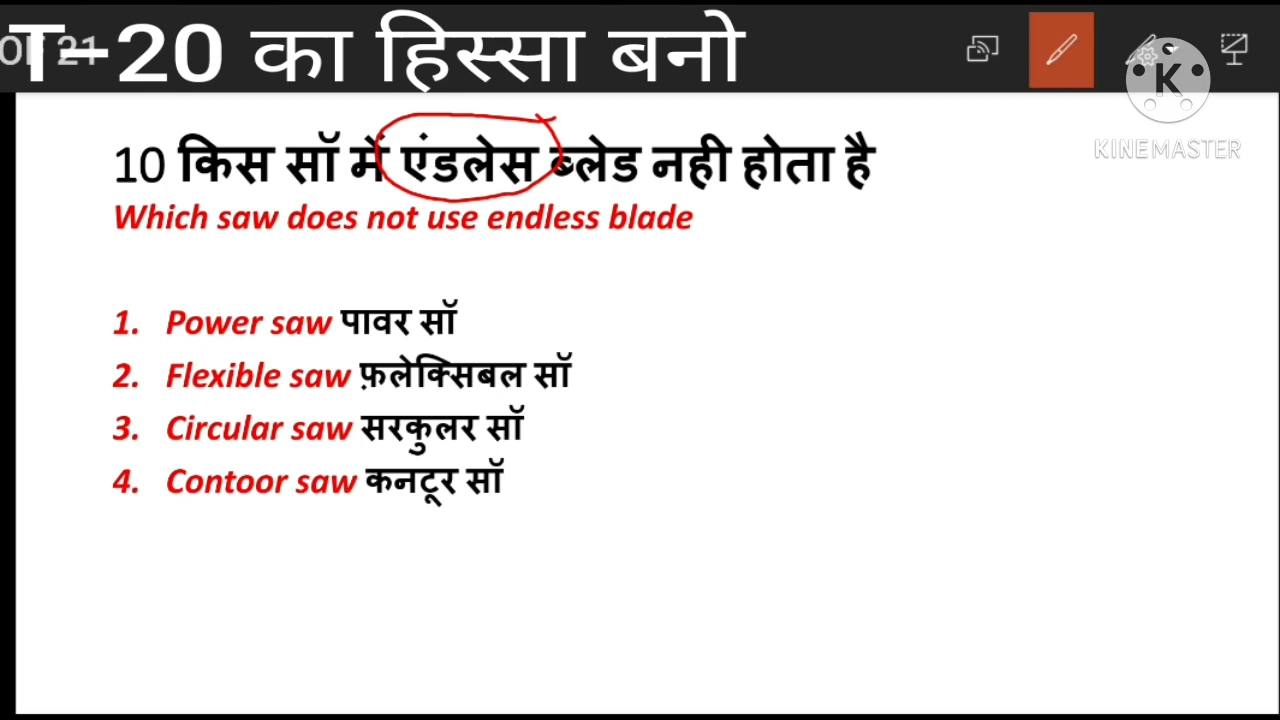 T-20 का हिस्सा बनो
21
K
KINEMASTER
10 किस सॉ में एंडलेस ब्लेड नही होता है
Which saw does not use endless blade
1. Power saw पावर सॉ
2. Flexible saw फ़लेक्सिबल सॉ
3. Circular saw सरकुलर सॉ
4. Contoor saw कनटूर सॉ